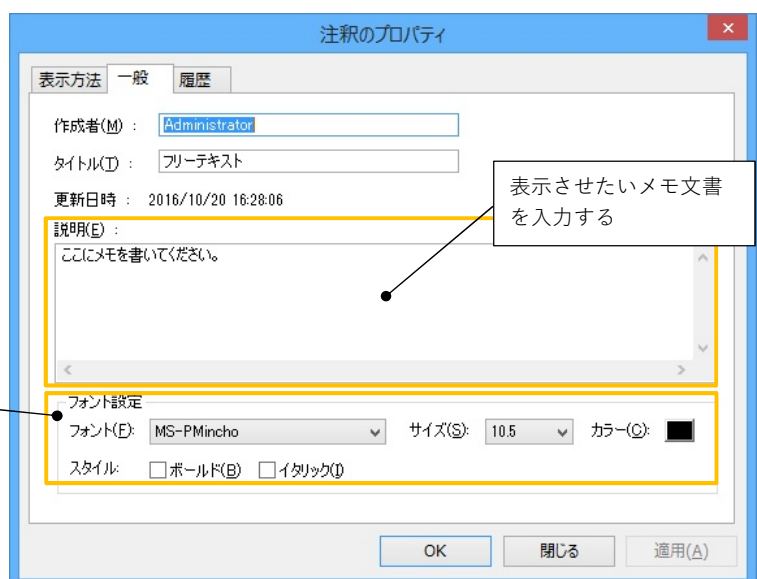 注釈のプロパティ
×
表示方法 一般 履歴
作成者(M) : Administrator
タイトル(T) : フリーテキスト
更新日時 : 2016/10/20 16:28:06
表示させたいメモ文書
を入力する
説明(E) :
ここにメモを書いてください。
フォント設定
フォント(F): MS-PMincho サイズ(S): 10.5 カラー(C):
スタイル: ボールド(B) イタリック(I)
OK 閉じる 適用(A)